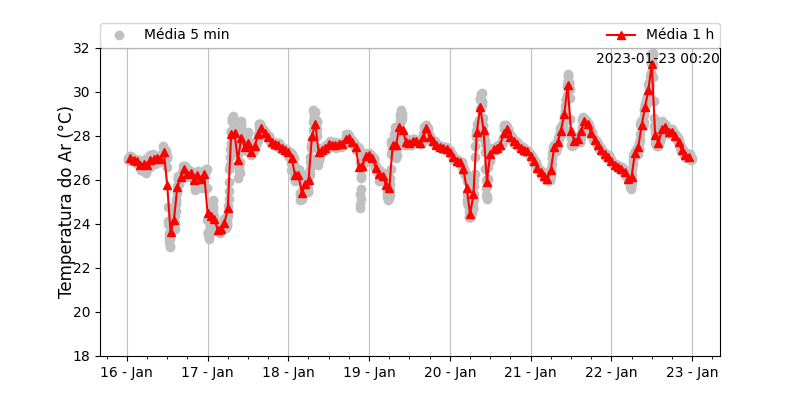 Média 5 min
Média 1 h
2023-01-23 00:20
Temperatura do Ar (°C)
32
30
28
26
24
22
20
18
16 - Jan
17 - Jan
18 - Jan
19 - Jan
20 - Jan
21 - Jan
22 - Jan
23 - Jan